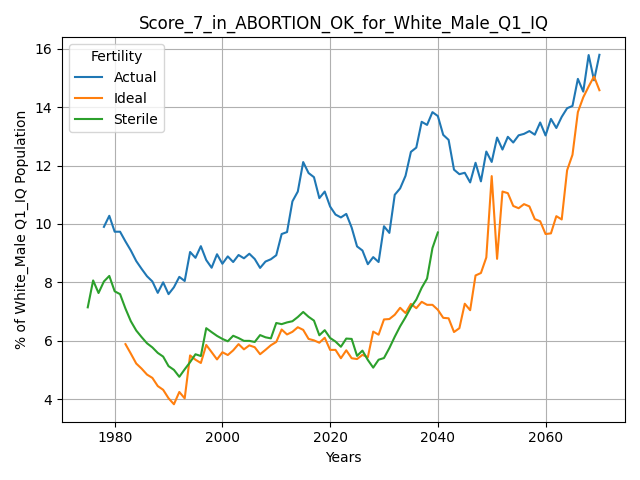 Score_7_in_ABORTION_OK_for_White_Male_Q1_IQ
Fertility
Actual
Ideal
Sterile
% of White_Male Q1_IQ Population
16
14
12
10
8
6
4
1980
2000
2020
2040
2060
Years